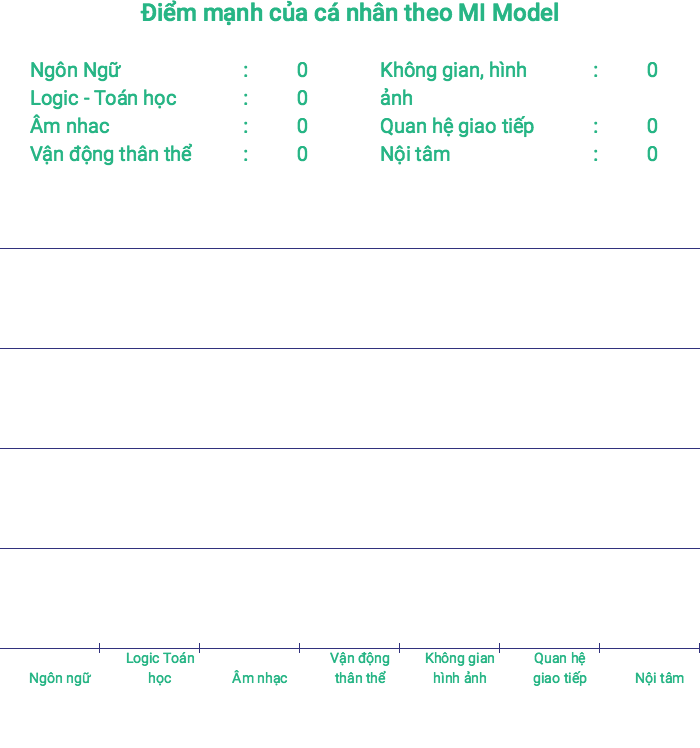 Điểm mạnh của cá nhân theo MI Model
Ngôn Ngữ : 0
Logic - Toán học : 0
Âm nhac : 0
Vận động thân thể : 0
Không gian, hình : 0
ảnh
Quan hệ giao tiếp : 0
Nội tâm : 0
Ngôn ngữ
Logic Toán
học
Âm nhạc
Vận động
thân thể
Không gian
hình ảnh
Quan hệ
giao tiếp
Nội tâm